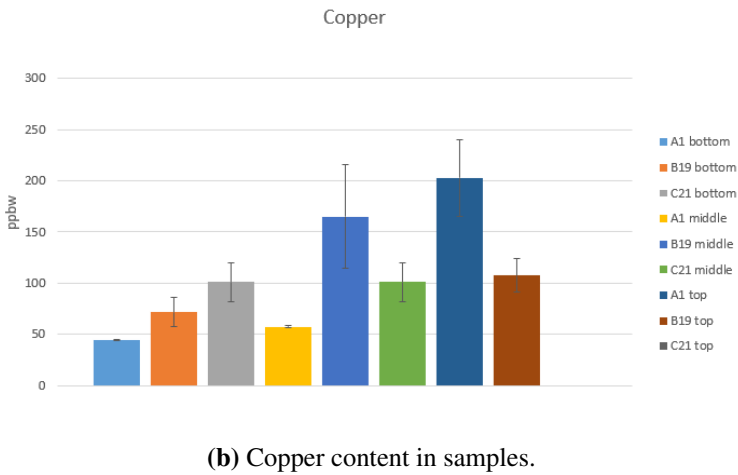 Copper
300
250
200
150
100
50
0
ppbw
A1 bottom
B19 bottom
C21 bottom
A1 middle
B19 middle
C21 middle
A1 top
B19 top
C21 top
(b) Copper content in samples.